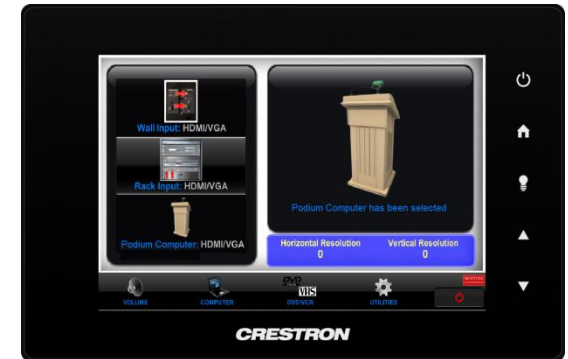 Wall Input: HDMI/VGA
Rack Input: HDMI/VGA
Podium Computer: HDMI/VGA
Podium Computer has been selected
Horizontal Resolution
0
Vertical Resolution
0
VOLUME
COMPUTER
DVD
VHS
DVD/VCR
UTILITIES
CRESTRON